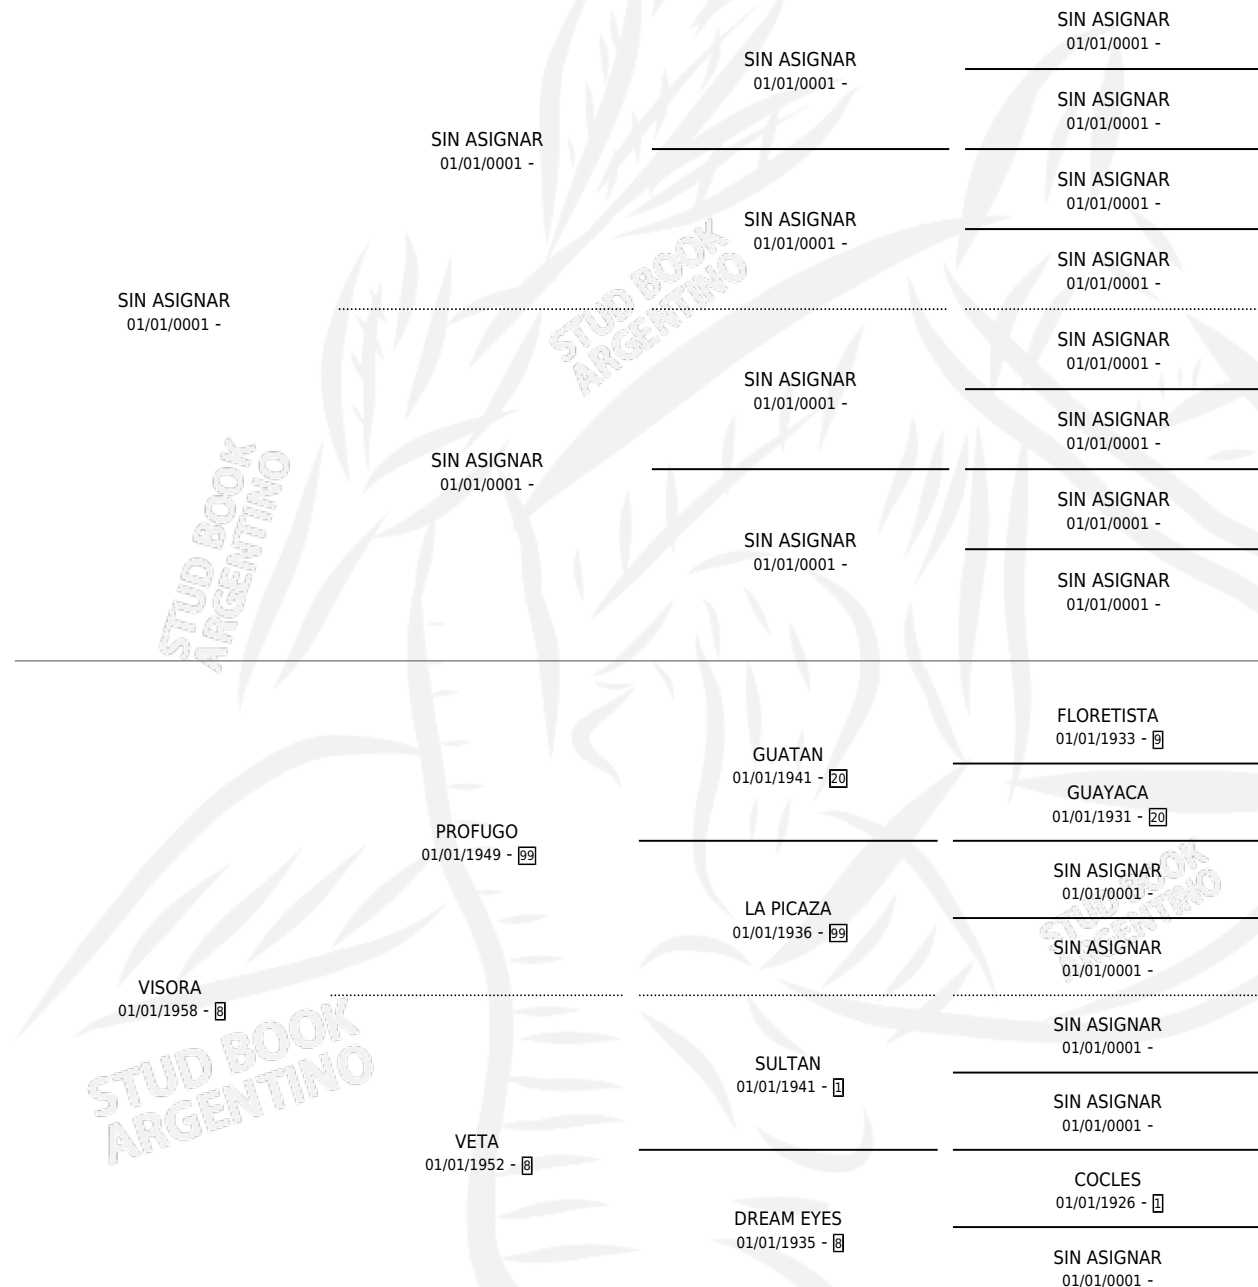 SIN ASIGNAR
01/01/0001 -
SIN ASIGNAR
01/01/0001 -
SIN ASIGNAR
01/01/0001 -
SIN ASIGNAR
01/01/0001 -
SIN ASIGNAR
01/01/0001 -
SIN ASIGNAR
01/01/0001 -
SIN ASIGNAR
01/01/0001 -
STUD BOOK
ARGENTINO
SIN ASIGNAR
01/01/0001 -
SIN ASIGNAR
01/01/0001 -
SIN ASIGNAR
01/01/0001 -
SIN ASIGNAR
01/01/0001 -
SIN ASIGNAR
01/01/0001 -
STUD BOOK
ARGENTINO
SIN ASIGNAR
01/01/0001 -
SIN ASIGNAR
01/01/0001 -
SIN ASIGNAR
01/01/0001 -
FLORETISTA
01/01/1933 - 9
GUATAN
01/01/1941 - 20
GUAYACA
01/01/1931 - 20
PROFUGO
01/01/1949 - 99
SIN ASIGNAR
01/01/0001 -
LA PICAZA
01/01/1936 - 99
STUD BOOK
ARGENTINO
SIN ASIGNAR
01/01/0001 -
VISORA
01/01/1958 - 8
SIN ASIGNAR
01/01/0001 -
STUD BOOK
ARGENTINO
SULTAN
01/01/1941 - 1
SIN ASIGNAR
01/01/0001 -
VETA
01/01/1952 - 8
COCLES
01/01/1926 - 1
DREAM EYES
01/01/1935 - 8
SIN ASIGNAR
01/01/0001 -